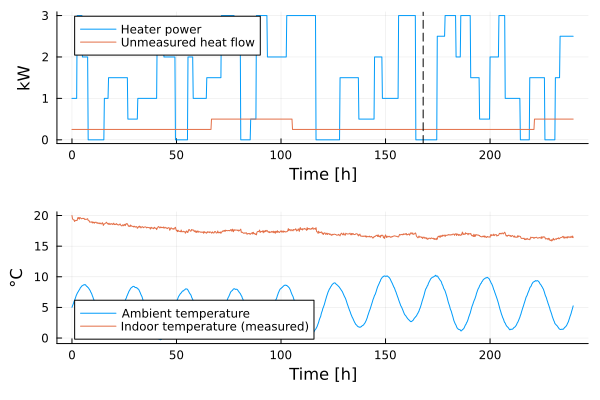 3
Heater power
Unmeasured heat flow
2
kW
1
0
0 50 100 150 200
Time [h]
20
15
°C
10
5
Ambient temperature
Indoor temperature (measured)
0
0 50 100 150 200
Time [h]